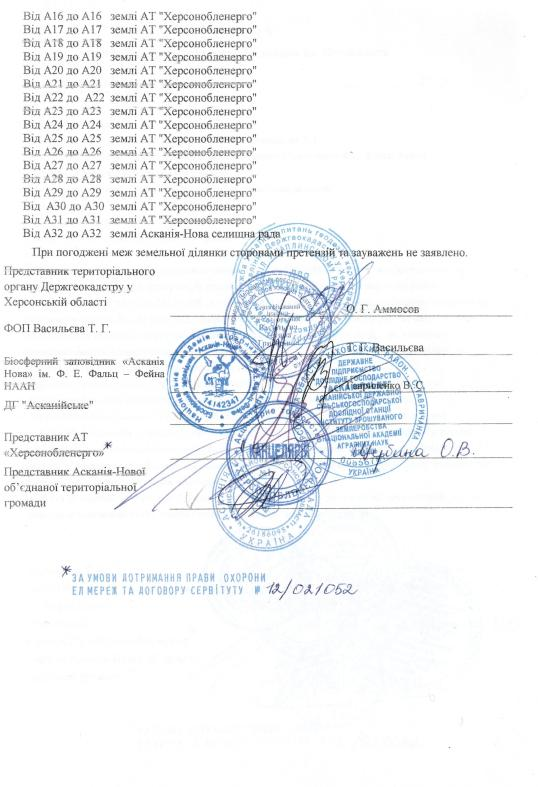 Від А16 до А16 землі АТ "Херсонобленерго"
Від А17 до А17 землі АТ "Херсонобленерго"
Від А18 до А18 землі АТ "Херсонобленерго"
Від А19 до А19 землі АТ "Херсонобленерго"
Від А20 до А20 землі АТ "Херсонобленерго"
Від А21 до А21 землі АТ "Херсонобленерго"
Від А22 до А22 землі АТ "Херсонобленерго"
Від А23 до А23 землі АТ "Херсонобленерго"
Від А24 до А24 землі АТ "Херсонобленерго"
Від А25 до А25 землі АТ "Херсонобленерго"
Від А26 до А26 землі АТ "Херсонобленерго"
Від А27 до А27 землі АТ "Херсонобленерго"
Від А28 до А28 землі АТ "Херсонобленерго"
Від А29 до А29 землі АТ "Херсонобленерго"
Від А30 до А30 землі АТ "Херсонобленерго"
Від А31 до А31 землі АТ "Херсонобленерго"
Від А32 до А32 землі Асканія-Нова селищна рада
При погоджені меж земельної ділянки сторонами претензій та зауважень не заявлено.
Представник територіального
органу Держгеокадстру у
Херсонській області
О. Г. Аммосов
ФОП Васильєва Т. Г.
Т. Г. Васильєва
Біосферний заповідник «Асканія
Нова» ім. Ф. Е. Фальц – Фейна
НААН
ДЕРЖАВНЕ
ПІДПРИЄМСТВО
ДОСЛІДНЕ ГОСПОДАРСТВО
АСКАНІЙСЬКОЇ ДЕРЖАВНОЇ
СІЛЬСЬКОГОСПОДАРСЬКОЇ
ДОСЛІДНОЇ СТАНЦІЇ
ІНСТИТУТУ ЗРОШУВАНОГО
ЗЕМЛЕРОБСТВА
НАЦІОНАЛЬНОЇ АКАДЕМІЇ
АГРАРНИХ НАУК
УКРАЇНА
ДГ "Асканійське"
Представник АТ
«Херсонобленерго»*
КАНЦЕЛЯРІЯ
Щербина О.В.
Представник Асканія-Нової
об’єднаної територіальної
громади
УКРАЇНА
*ЗА УМОВИ ДОТРИМАННЯ ПРАВИ ОХОРОНИ
ЕЛ МЕРЕЖ ТА ДОГОВОРУ СЕРВІТУТУ № 12/021052